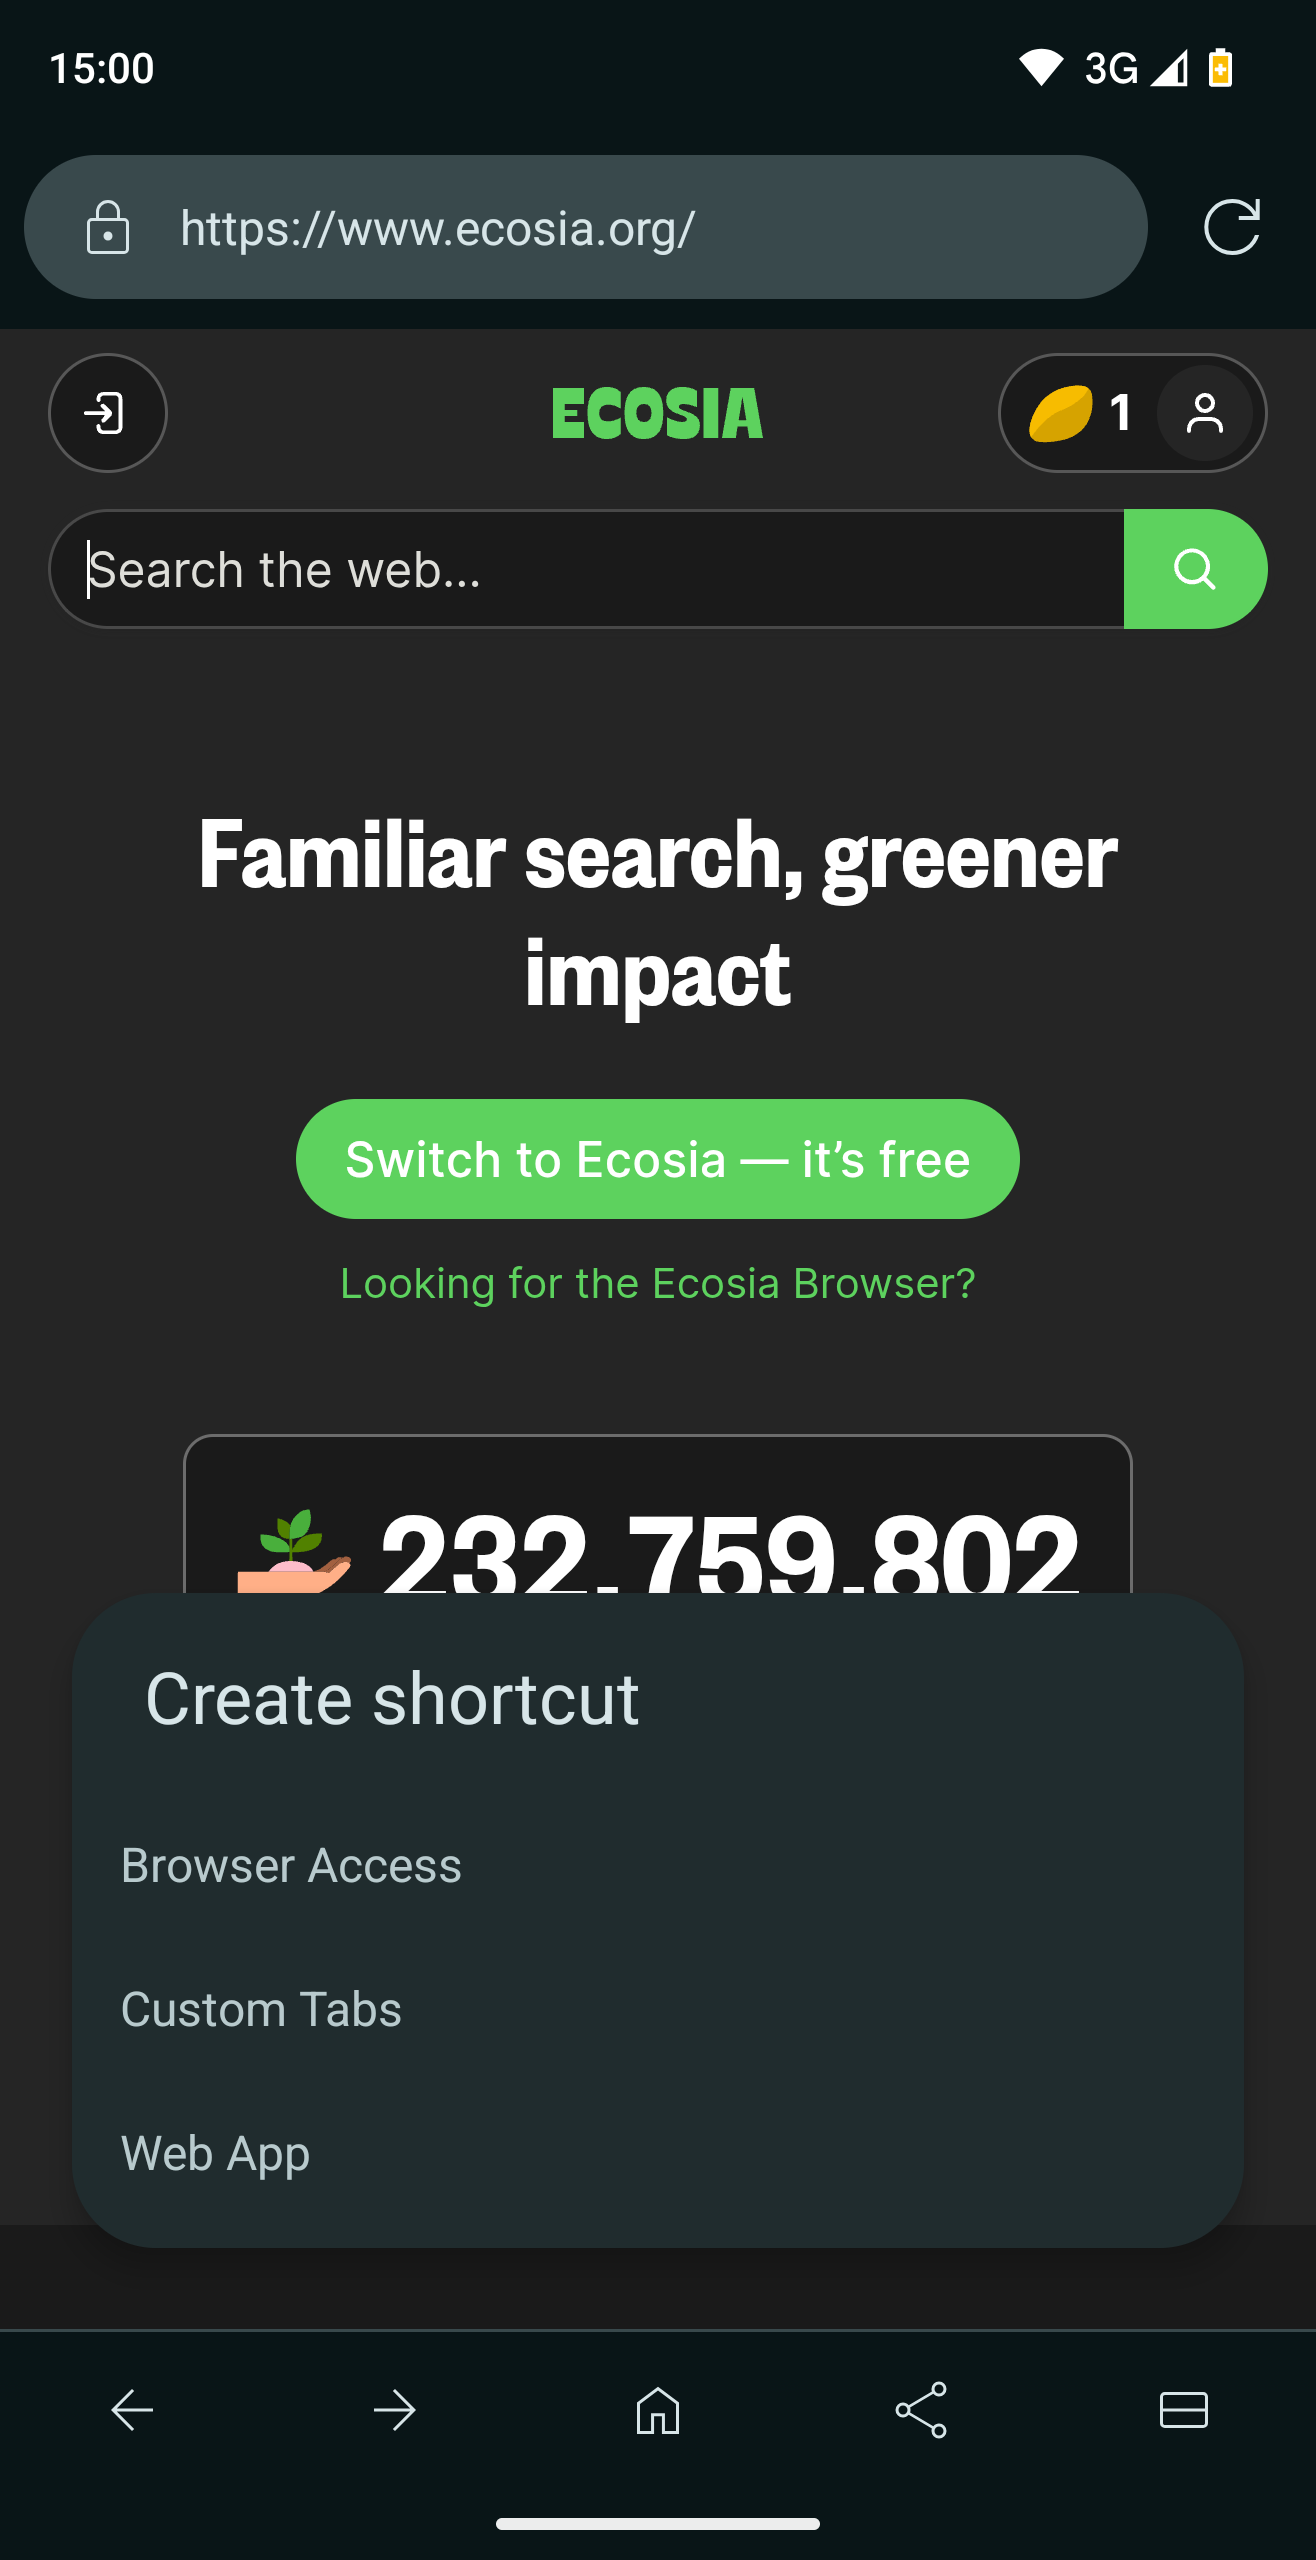 15:00
3G
https://www.ecosia.org/
ECOSIA
1
Search the web...
Familiar search, greener
impact
Switch to Ecosia — it’s free
Looking for the Ecosia Browser?
232,759,802
Create shortcut
Browser Access
Custom Tabs
Web App